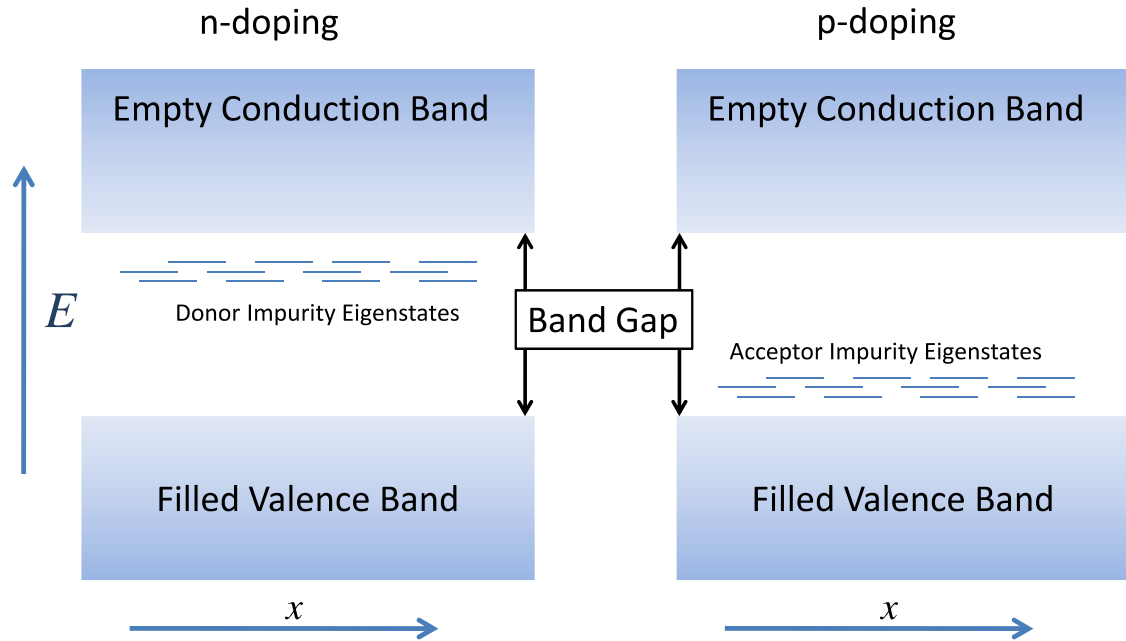 n-doping
p-doping
Empty Conduction Band
Empty Conduction Band
E
Donor Impurity Eigenstates
Band Gap
Acceptor Impurity Eigenstates
Filled Valence Band
Filled Valence Band
x
x